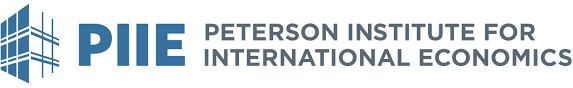 PIIE
PETERSON INSTITUTE FOR
INTERNATIONAL ECONOMICS